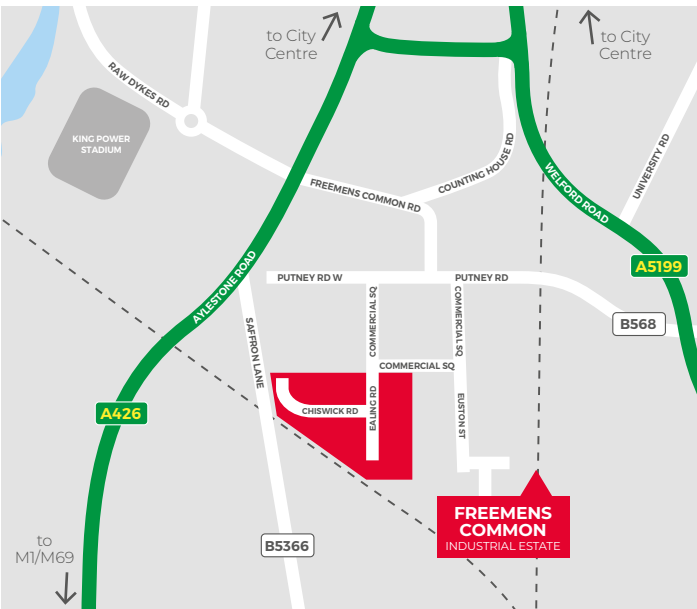 to City
Centre
to City
Centre
RAW DYKES RD
KING POWER
STADIUM
UNIVERSITY RD
COUNTING HOUSE RD
FREEMENS COMMON RD
WELFORD ROAD
A5199
AYLESTONE ROAD
PUTNEY RD W
PUTNEY RD
B568
COMMERCIAL SQ
COMMERCIAL SQ
SAFFRON LANE
COMMERCIAL SQ
A426
CHISWICK RD
EALING RD
EUSTON ST
FREEMENS
COMMON
INDUSTRIAL ESTATE
B5366
to
M1/M69